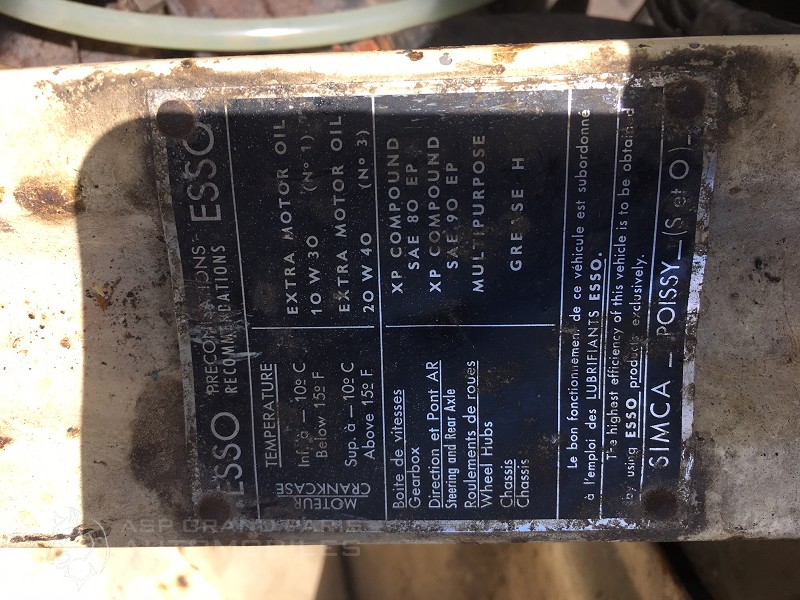 ESSO PRECONISATIONS ESSO
RECOMMENDATIONS
MOTEUR
CRANKCASE
TEMPERATURE
Inf. à — 10º C
Below 15º F
EXTRA MOTOR OIL
10 W 30 (Nº 1)
Sup. à — 10º C
Above 15º F
EXTRA MOTOR OIL
20 W 40 (Nº 3)
Boite de vitesses
Gearbox
XP COMPOUND
SAE 80 EP
Direction et Pont AR
Steering and Rear Axle
XP COMPOUND
SAE 90 EP
Roulements de roues
Wheel Hubs
MULTIPURPOSE
Chassis
Chassis
GREASE H
Le bon fonctionnement de ce véhicule est subordonné
à l'emploi des LUBRIFIANTS ESSO.
The highest efficiency of this vehicle is to be obtained
by using ESSO products exclusively.
SIMCA — POISSY — (S et O)
ASP GRAND PARIS
AUTOMOBILES